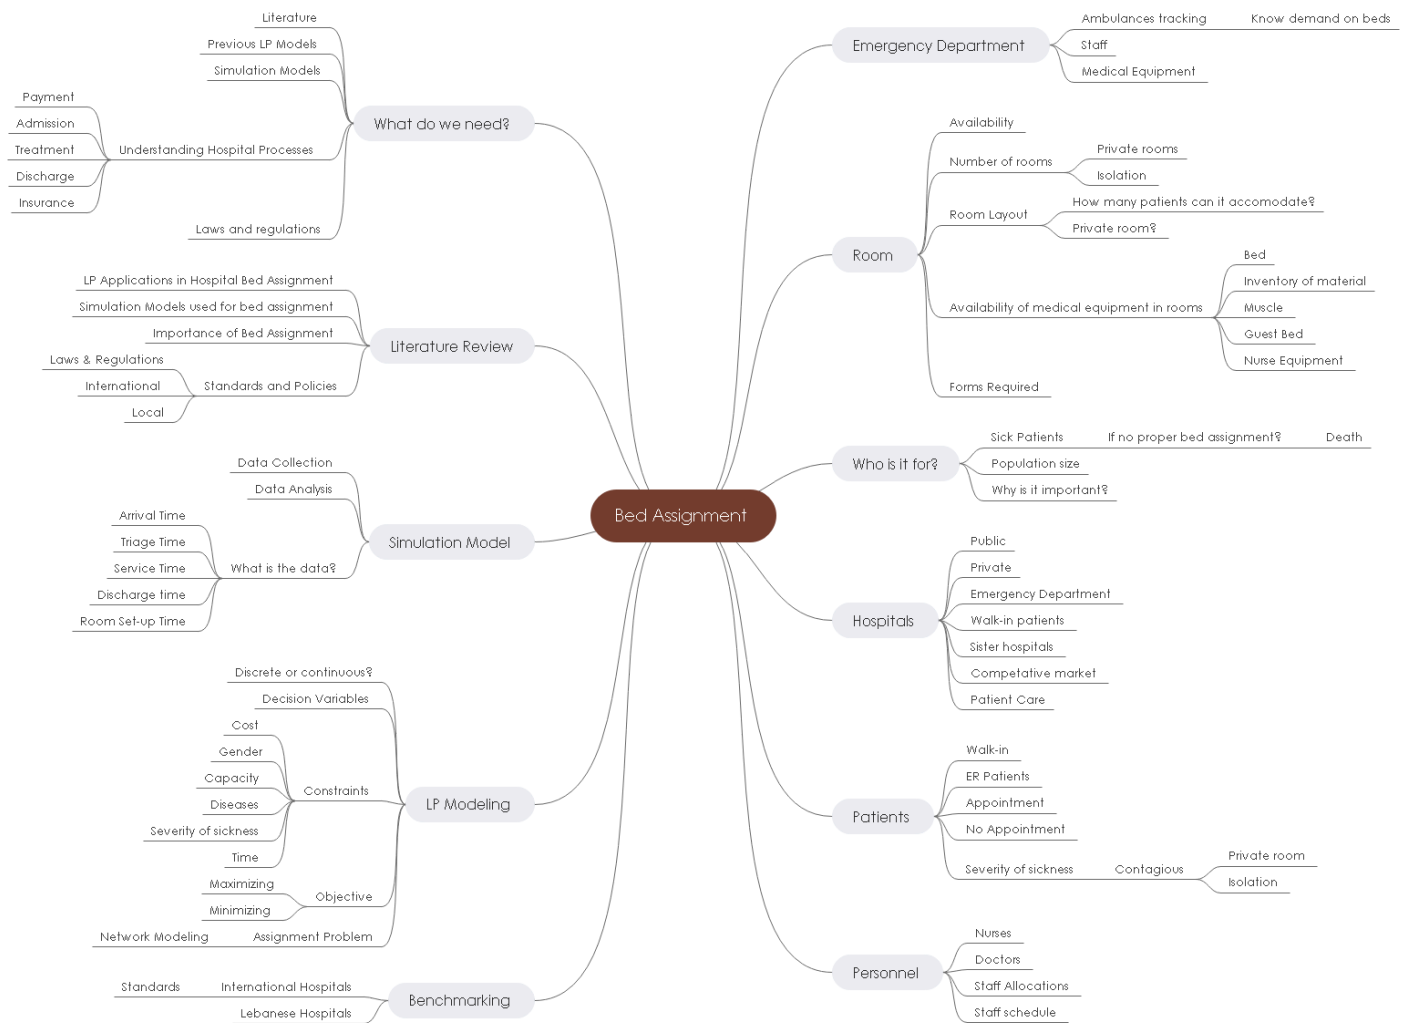 Bed Assignment
What do we need?
Literature
Previous LP Models
Simulation Models
Understanding Hospital Processes
Payment
Admission
Treatment
Discharge
Insurance
Laws and regulations
Literature Review
LP Applications in Hospital Bed Assignment
Simulation Models used for bed assignment
Importance of Bed Assignment
Standards and Policies
Laws & Regulations
International
Local
Simulation Model
Data Collection
Data Analysis
What is the data?
Arrival Time
Triage Time
Service Time
Discharge time
Room Set-up Time
LP Modeling
Discrete or continuous?
Decision Variables
Constraints
Cost
Gender
Capacity
Diseases
Severity of sickness
Time
Objective
Maximizing
Minimizing
Assignment Problem
Network Modeling
Benchmarking
International Hospitals
Standards
Lebanese Hospitals
Emergency Department
Ambulances tracking
Know demand on beds
Staff
Medical Equipment
Room
Availability
Number of rooms
Private rooms
Isolation
Room Layout
How many patients can it accomodate?
Private room?
Availability of medical equipment in rooms
Bed
Inventory of material
Muscle
Guest Bed
Nurse Equipment
Forms Required
Who is it for?
Sick Patients
If no proper bed assignment?
Death
Population size
Why is it important?
Hospitals
Public
Private
Emergency Department
Walk-in patients
Sister hospitals
Competative market
Patient Care
Patients
Walk-in
ER Patients
Appointment
No Appointment
Severity of sickness
Contagious
Private room
Isolation
Personnel
Nurses
Doctors
Staff Allocations
Staff schedule